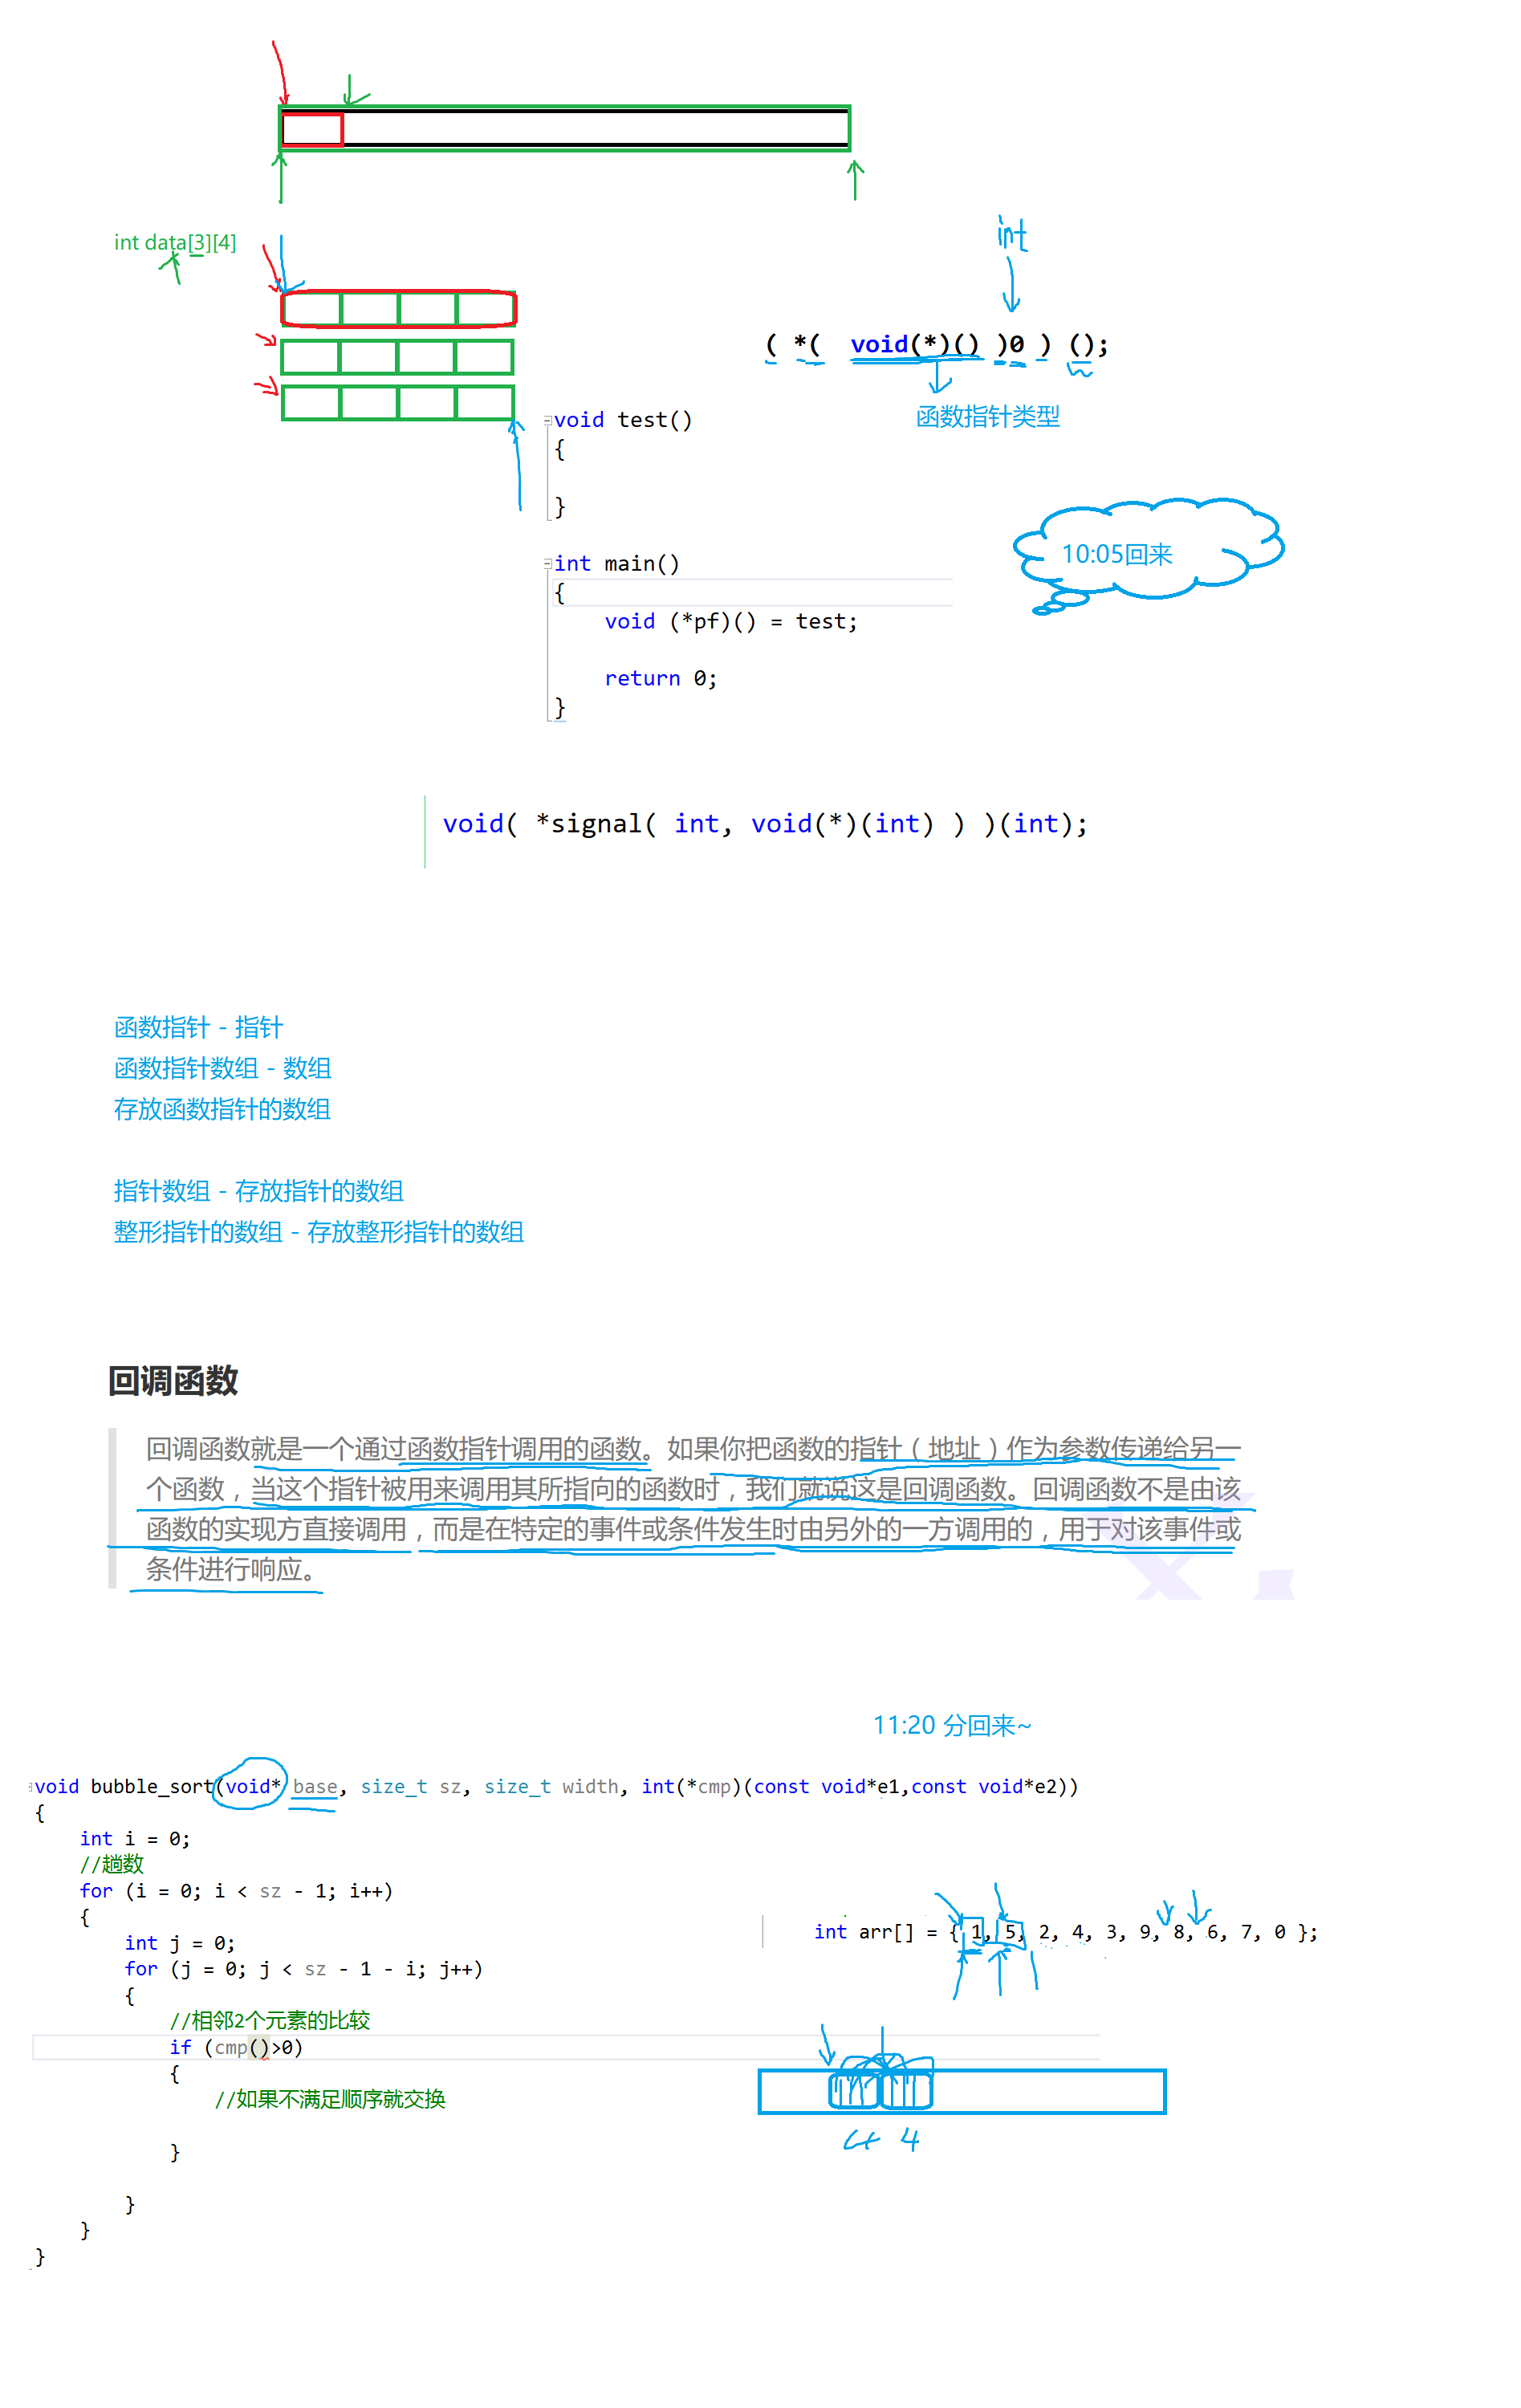 int data[3][4]
int
( *( void(*)() )0 ) ();
函数指针类型
void test()
{
}
10:05回来
int main()
{
void (*pf)() = test;
return 0;
}
void( *signal( int, void(*)(int) ) )(int);
函数指针 - 指针
函数指针数组 - 数组
存放函数指针的数组
指针数组 - 存放指针的数组
整形指针的数组 - 存放整形指针的数组
回调函数
回调函数就是一个通过函数指针调用的函数。如果你把函数的指针（地址）作为参数传递给另一
个函数，当这个指针被用来调用其所指向的函数时，我们就说这是回调函数。回调函数不是由该
函数的实现方直接调用，而是在特定的事件或条件发生时由另外的一方调用的，用于对该事件或
条件进行响应。
11:20 分回来~
void bubble_sort(void* base, size_t sz, size_t width, int(*cmp)(const void*e1,const void*e2))
{
int i = 0;
//趟数
for (i = 0; i < sz - 1; i++)
{
int arr[] = { 1, 5, 2, 4, 3, 9, 8, 6, 7, 0 };
int j = 0;
for (j = 0; j < sz - 1 - i; j++)
{
//相邻2个元素的比较
if (cmp()>0)
{
//如果不满足顺序就交换
4
}
}
}
}